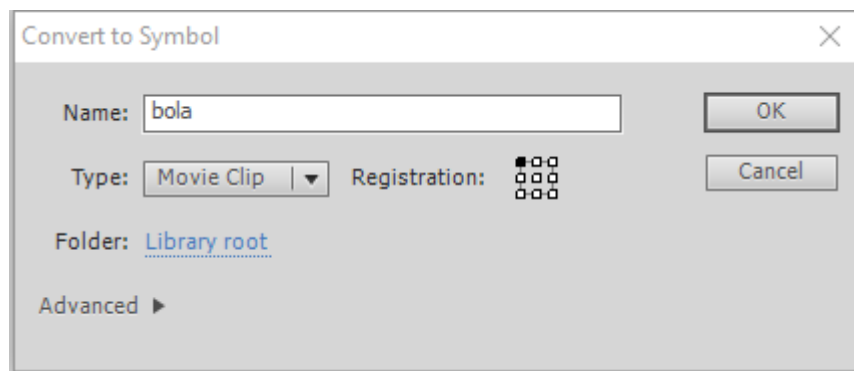 Convert to Symbol
Name: bola OK
Type: Movie Clip Registration: Cancel
Folder: Library root
Advanced